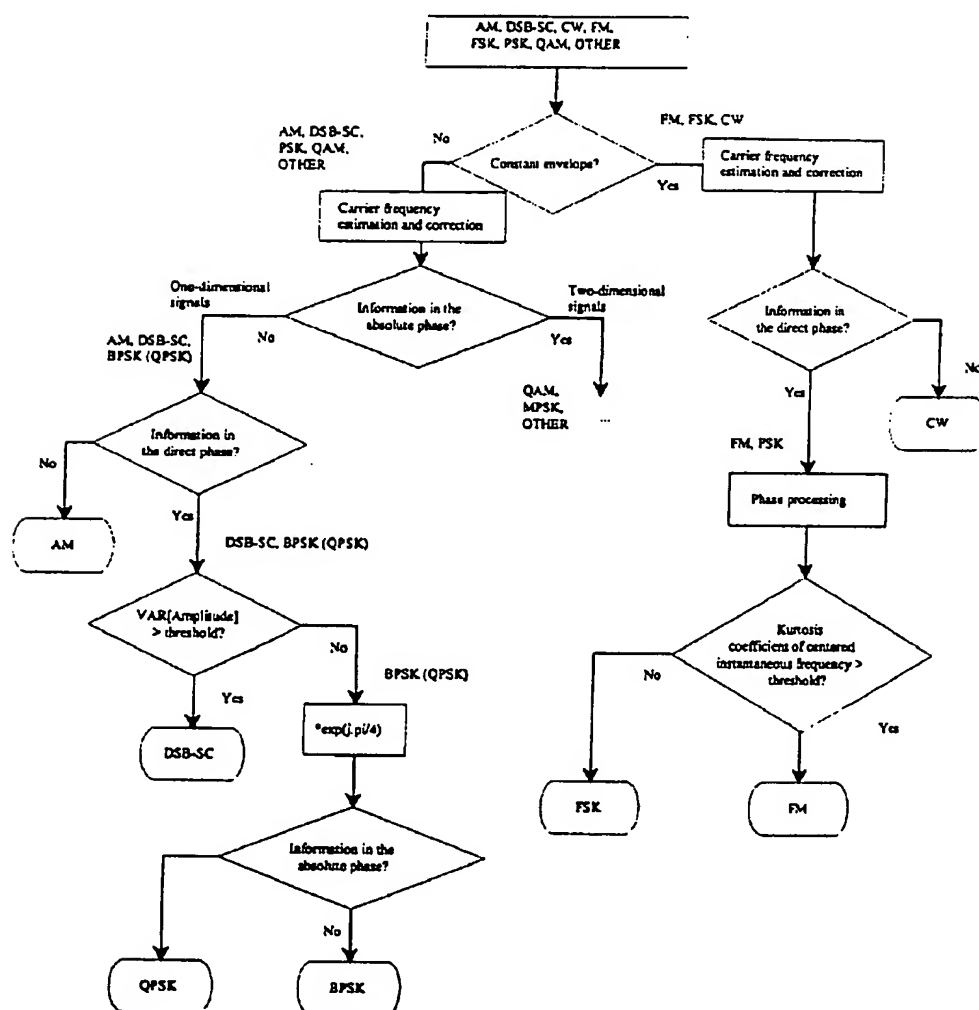 AM, DSB-SC, CW, FM,
FSK, PSK, QAM, OTHER
AM, DSB-SC,
PSK, QAM,
OTHER
No
Constant envelope?
FM, FSK, CW
Yes
Carrier frequency
estimation and correction
Carrier frequency
estimation and correction
One-dimensional
signals
Information in the
absolute phase?
Two-dimensional
signals
No
Yes
Information in
the direct phase?
No
Yes
CW
AM, DSB-SC,
BPSK (QPSK)
QAM,
MPSK,
OTHER
...
Information in
the direct phase?
No
Yes
AM
FM, PSK
Phase processing
DSB-SC, BPSK (QPSK)
VAR[Amplitude]
> threshold?
No
Yes
BPSK (QPSK)
DSB-SC
*exp(j.pi/4)
Kurtosis
coefficient of centered
instantaneous frequency >
threshold?
No
Yes
FSK
FM
Information in the
absolute phase?
No
QPSK
BPSK